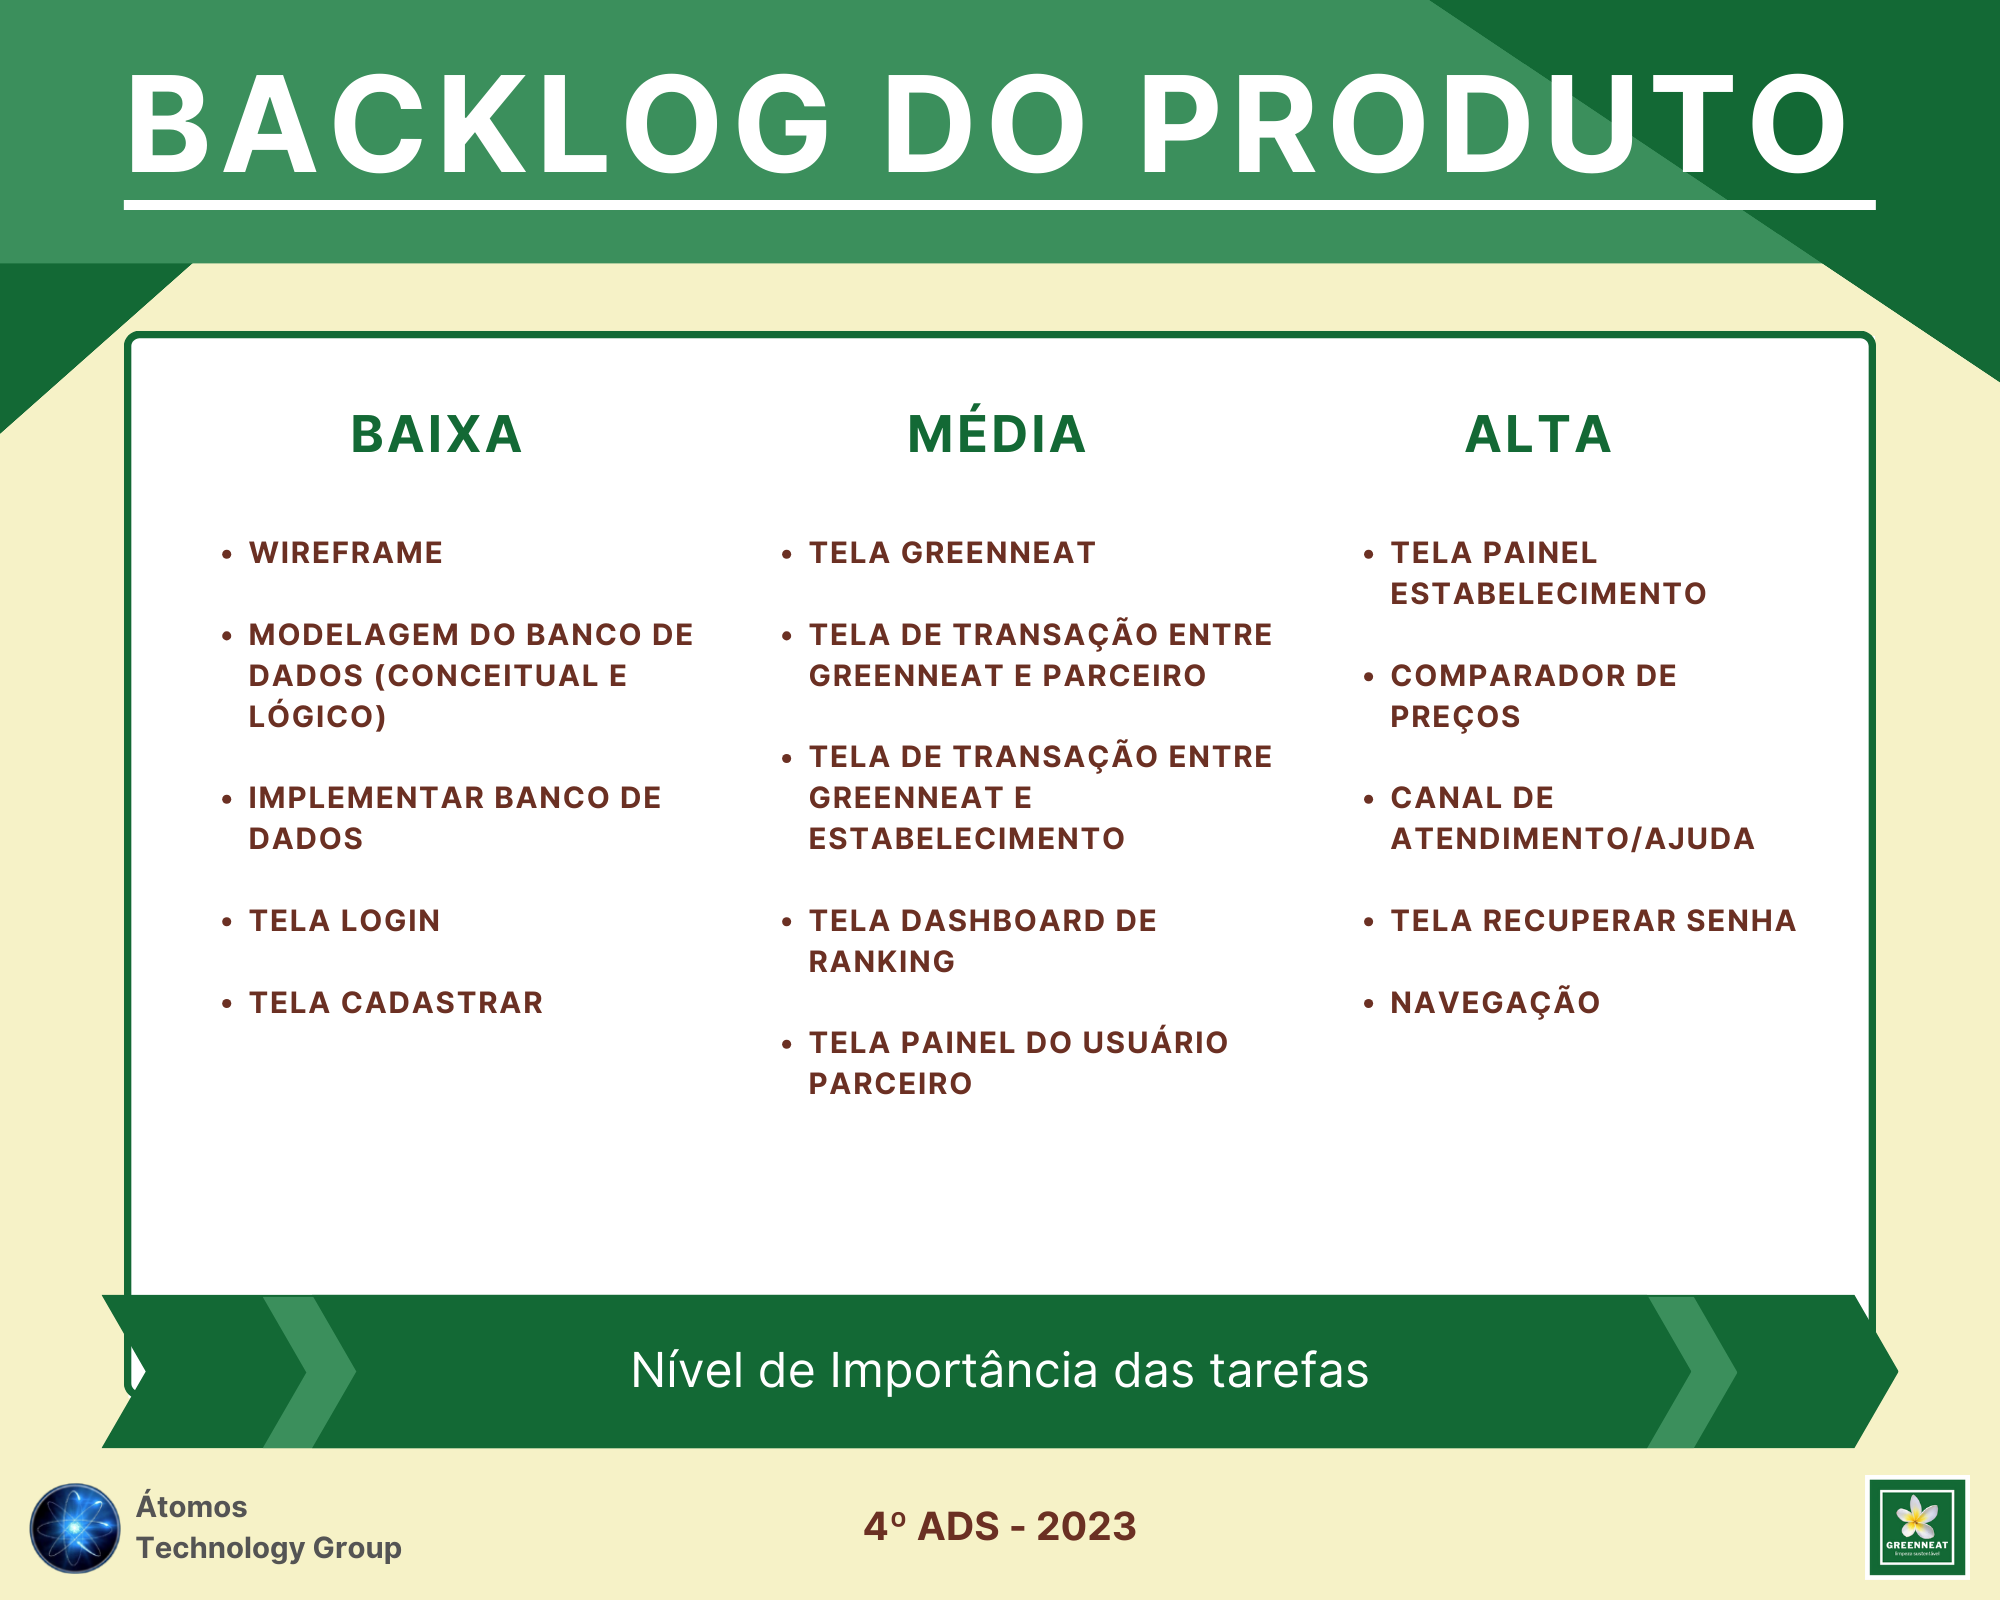 BACKLOG DO PRODUTO
BAIXA
• WIREFRAME
• MODELAGEM DO BANCO DE
DADOS (CONCEITUAL E
LÓGICO)
• IMPLEMENTAR BANCO DE
DADOS
• TELA LOGIN
• TELA CADASTRAR
MÉDIA
• TELA GREENNEAT
• TELA DE TRANSAÇÃO ENTRE
GREENNEAT E PARCEIRO
• TELA DE TRANSAÇÃO ENTRE
GREENNEAT E
ESTABELECIMENTO
• TELA DASHBOARD DE
RANKING
• TELA PAINEL DO USUÁRIO
PARCEIRO
ALTA
• TELA PAINEL
ESTABELECIMENTO
• COMPARADOR DE
PREÇOS
• CANAL DE
ATENDIMENTO/AJUDA
• TELA RECUPERAR SENHA
• NAVEGAÇÃO
Nível de Importância das tarefas
Átomos
Technology Group
4º ADS - 2023
GREENNEAT
limpeza sustentável